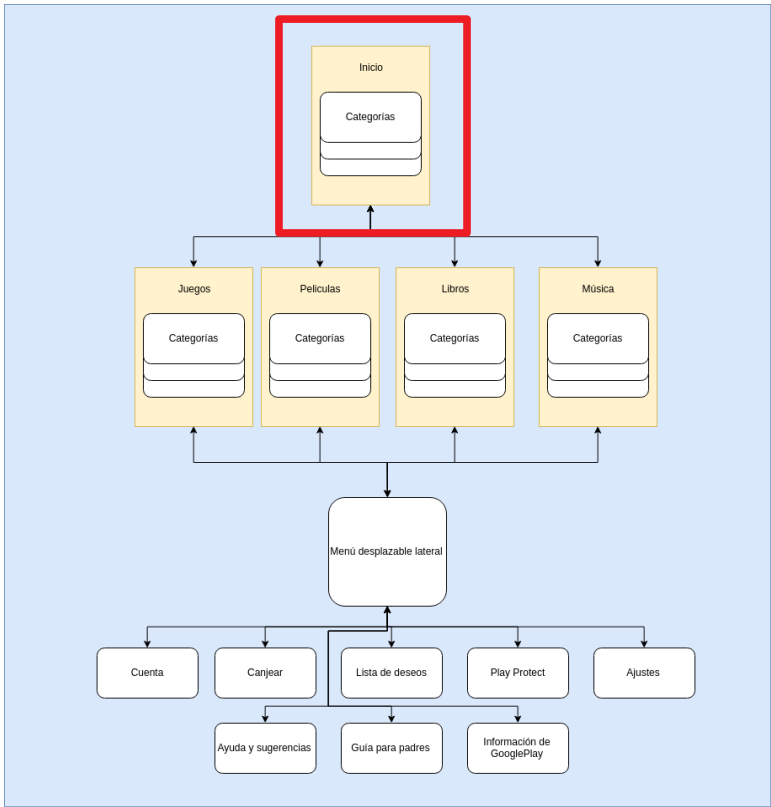 Inicio
Categorías
Juegos
Peliculas
Libros
Música
Categorías
Categorías
Categorías
Categorías
Menú desplazable lateral
Cuenta
Canjear
Lista de deseos
Play Protect
Ajustes
Ayuda y sugerencias
Guía para padres
Información de
GooglePlay